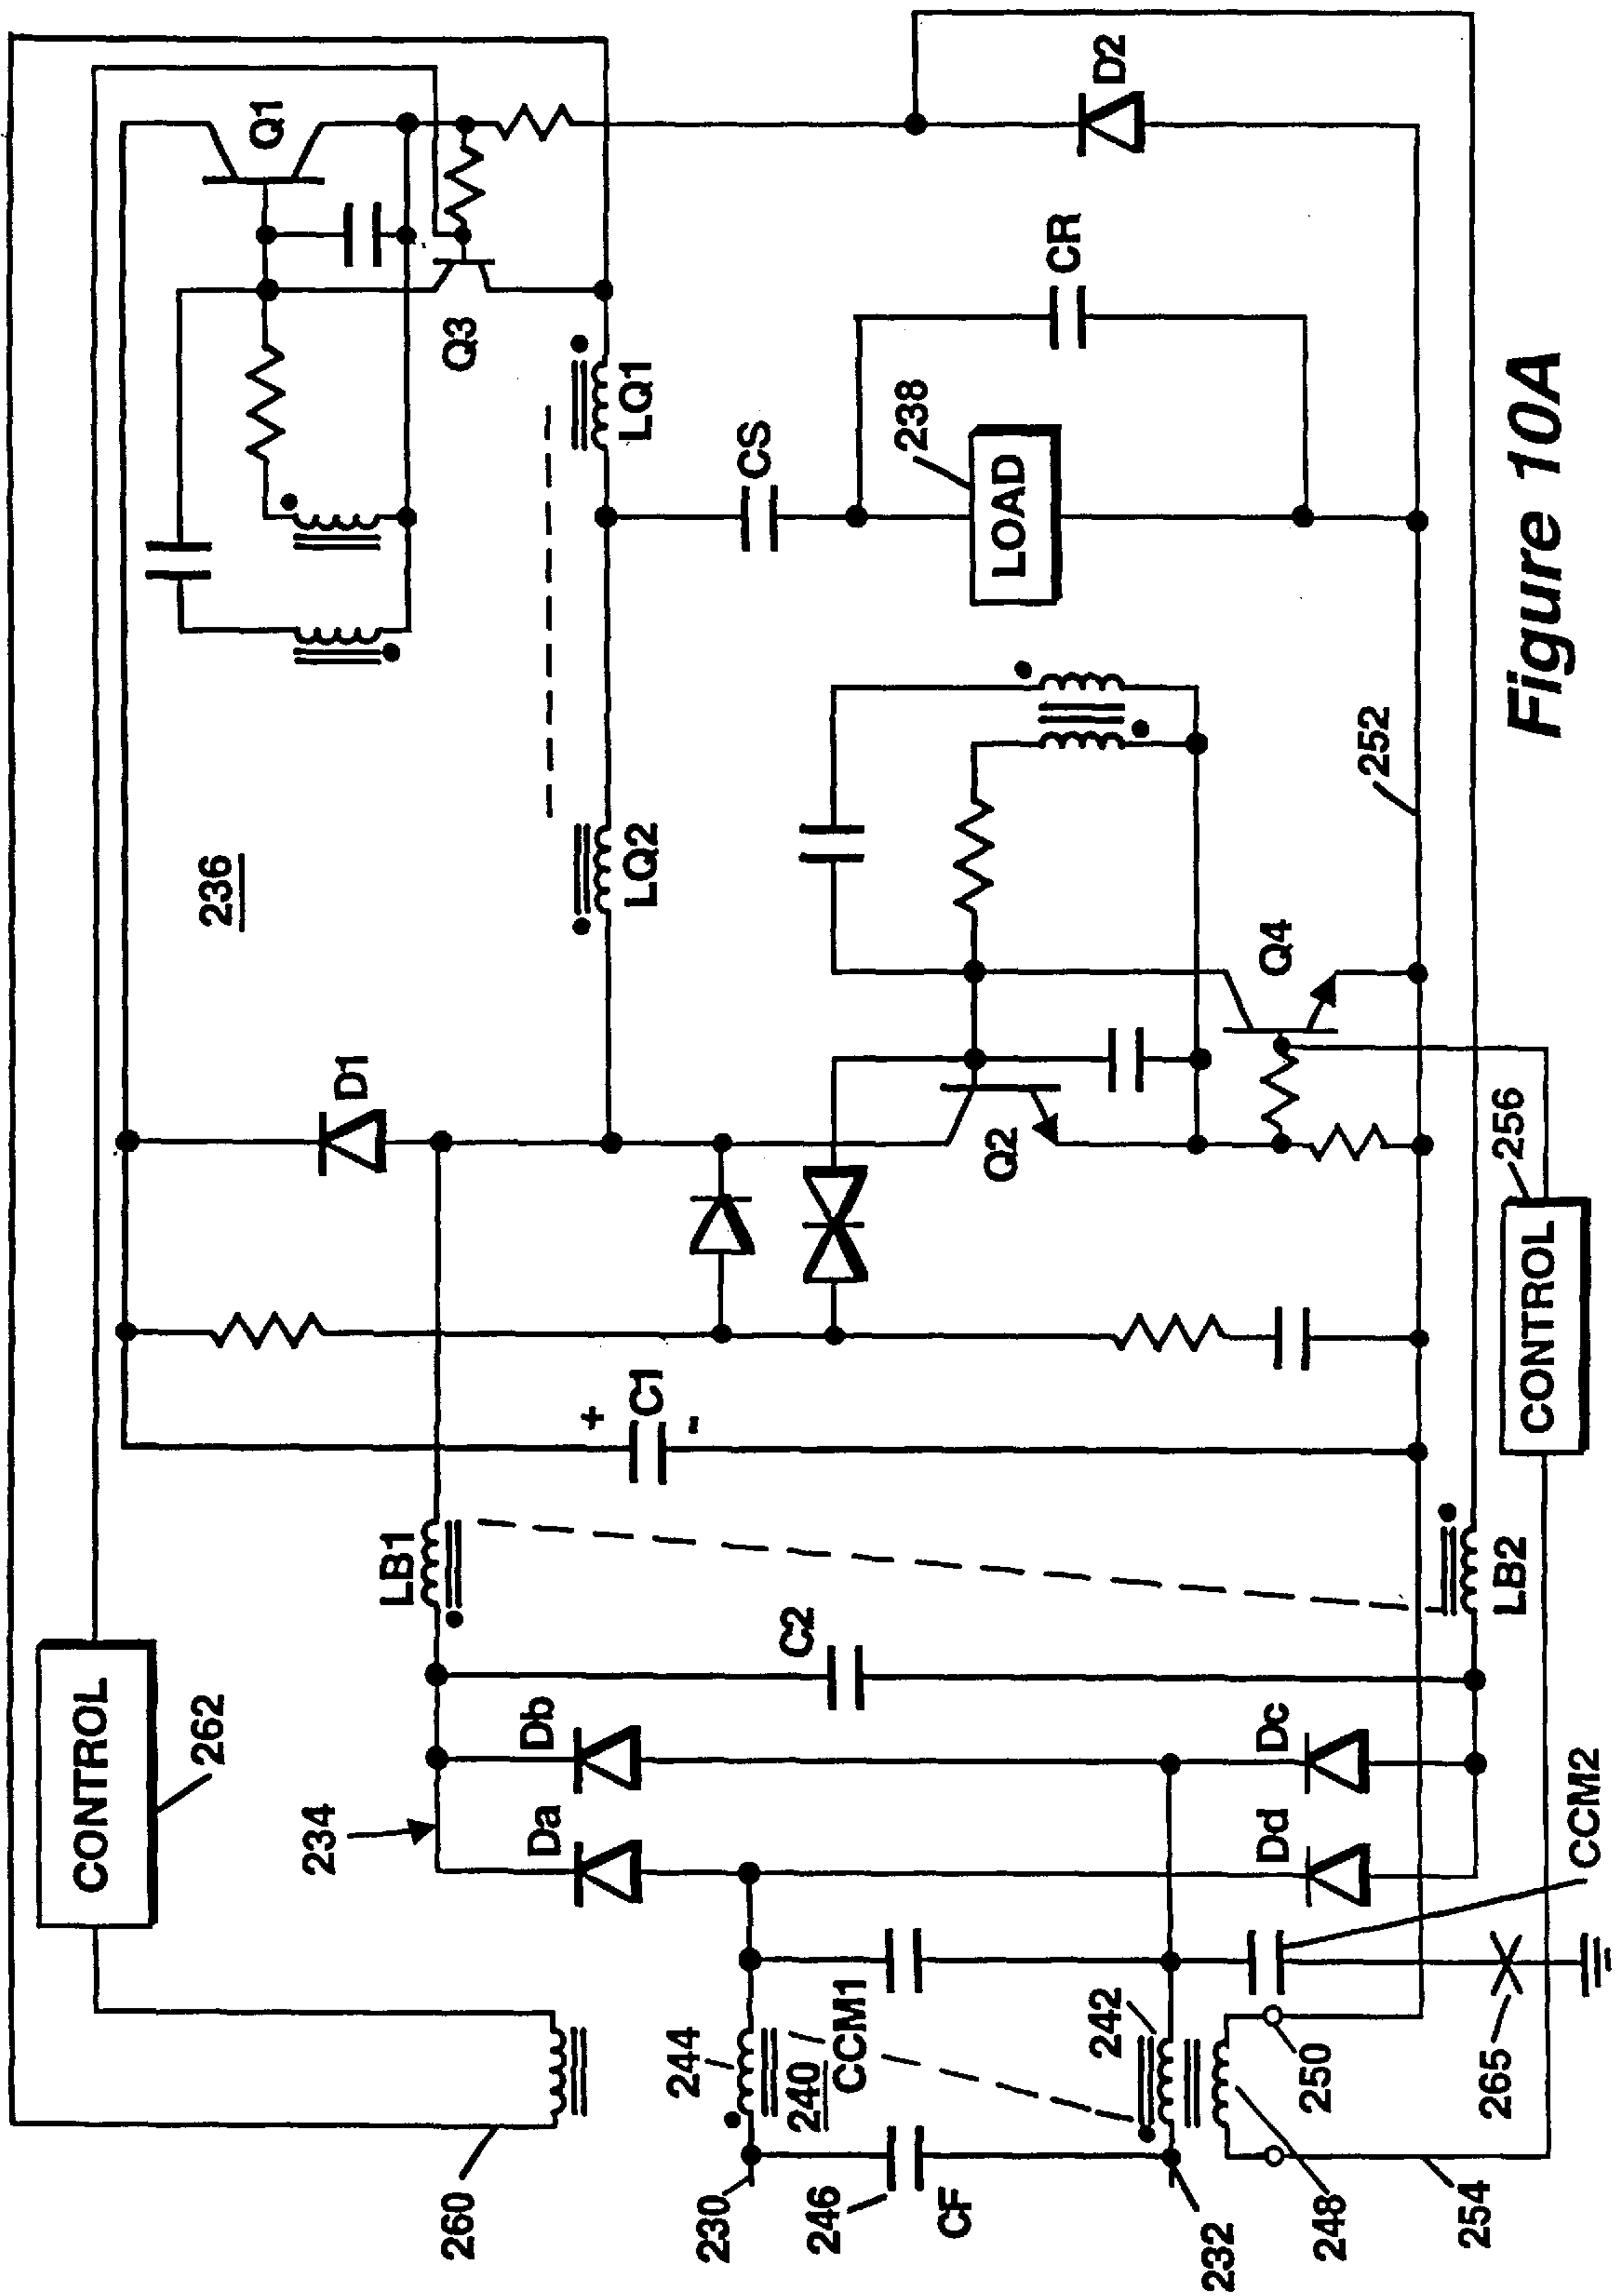 CONTROL
262
260
234
236
Q1
Q3
D1
D2
LB1
C1
+
-
LQ2
LQ1
CS
238
LOAD
CR
Da
Db
C2
244
240
CCM1
230
246
CF
242
232
248
250
254
265
Dd
Dc
CCM2
LB2
Q2
Q4
256
CONTROL
252
Figure 10A